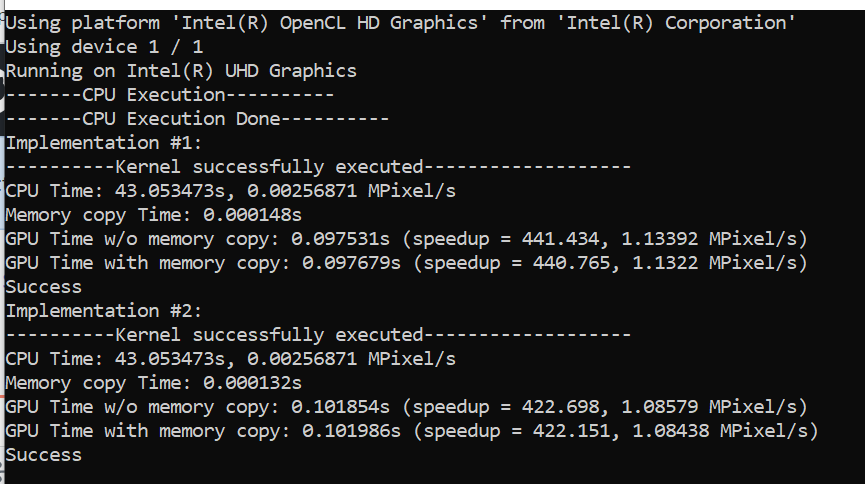 Using platform 'Intel(R) OpenCL HD Graphics' from 'Intel(R) Corporation'
Using device 1 / 1
Running on Intel(R) UHD Graphics
-------CPU Execution----------
-------CPU Execution Done----------
Implementation #1:
----------Kernel successfully executed-------------------
CPU Time: 43.053473s, 0.00256871 MPixel/s
Memory copy Time: 0.000148s
GPU Time w/o memory copy: 0.097531s (speedup = 441.434, 1.13392 MPixel/s)
GPU Time with memory copy: 0.097679s (speedup = 440.765, 1.1322 MPixel/s)
Success
Implementation #2:
----------Kernel successfully executed-------------------
CPU Time: 43.053473s, 0.00256871 MPixel/s
Memory copy Time: 0.000132s
GPU Time w/o memory copy: 0.101854s (speedup = 422.698, 1.08579 MPixel/s)
GPU Time with memory copy: 0.101986s (speedup = 422.151, 1.08438 MPixel/s)
Success